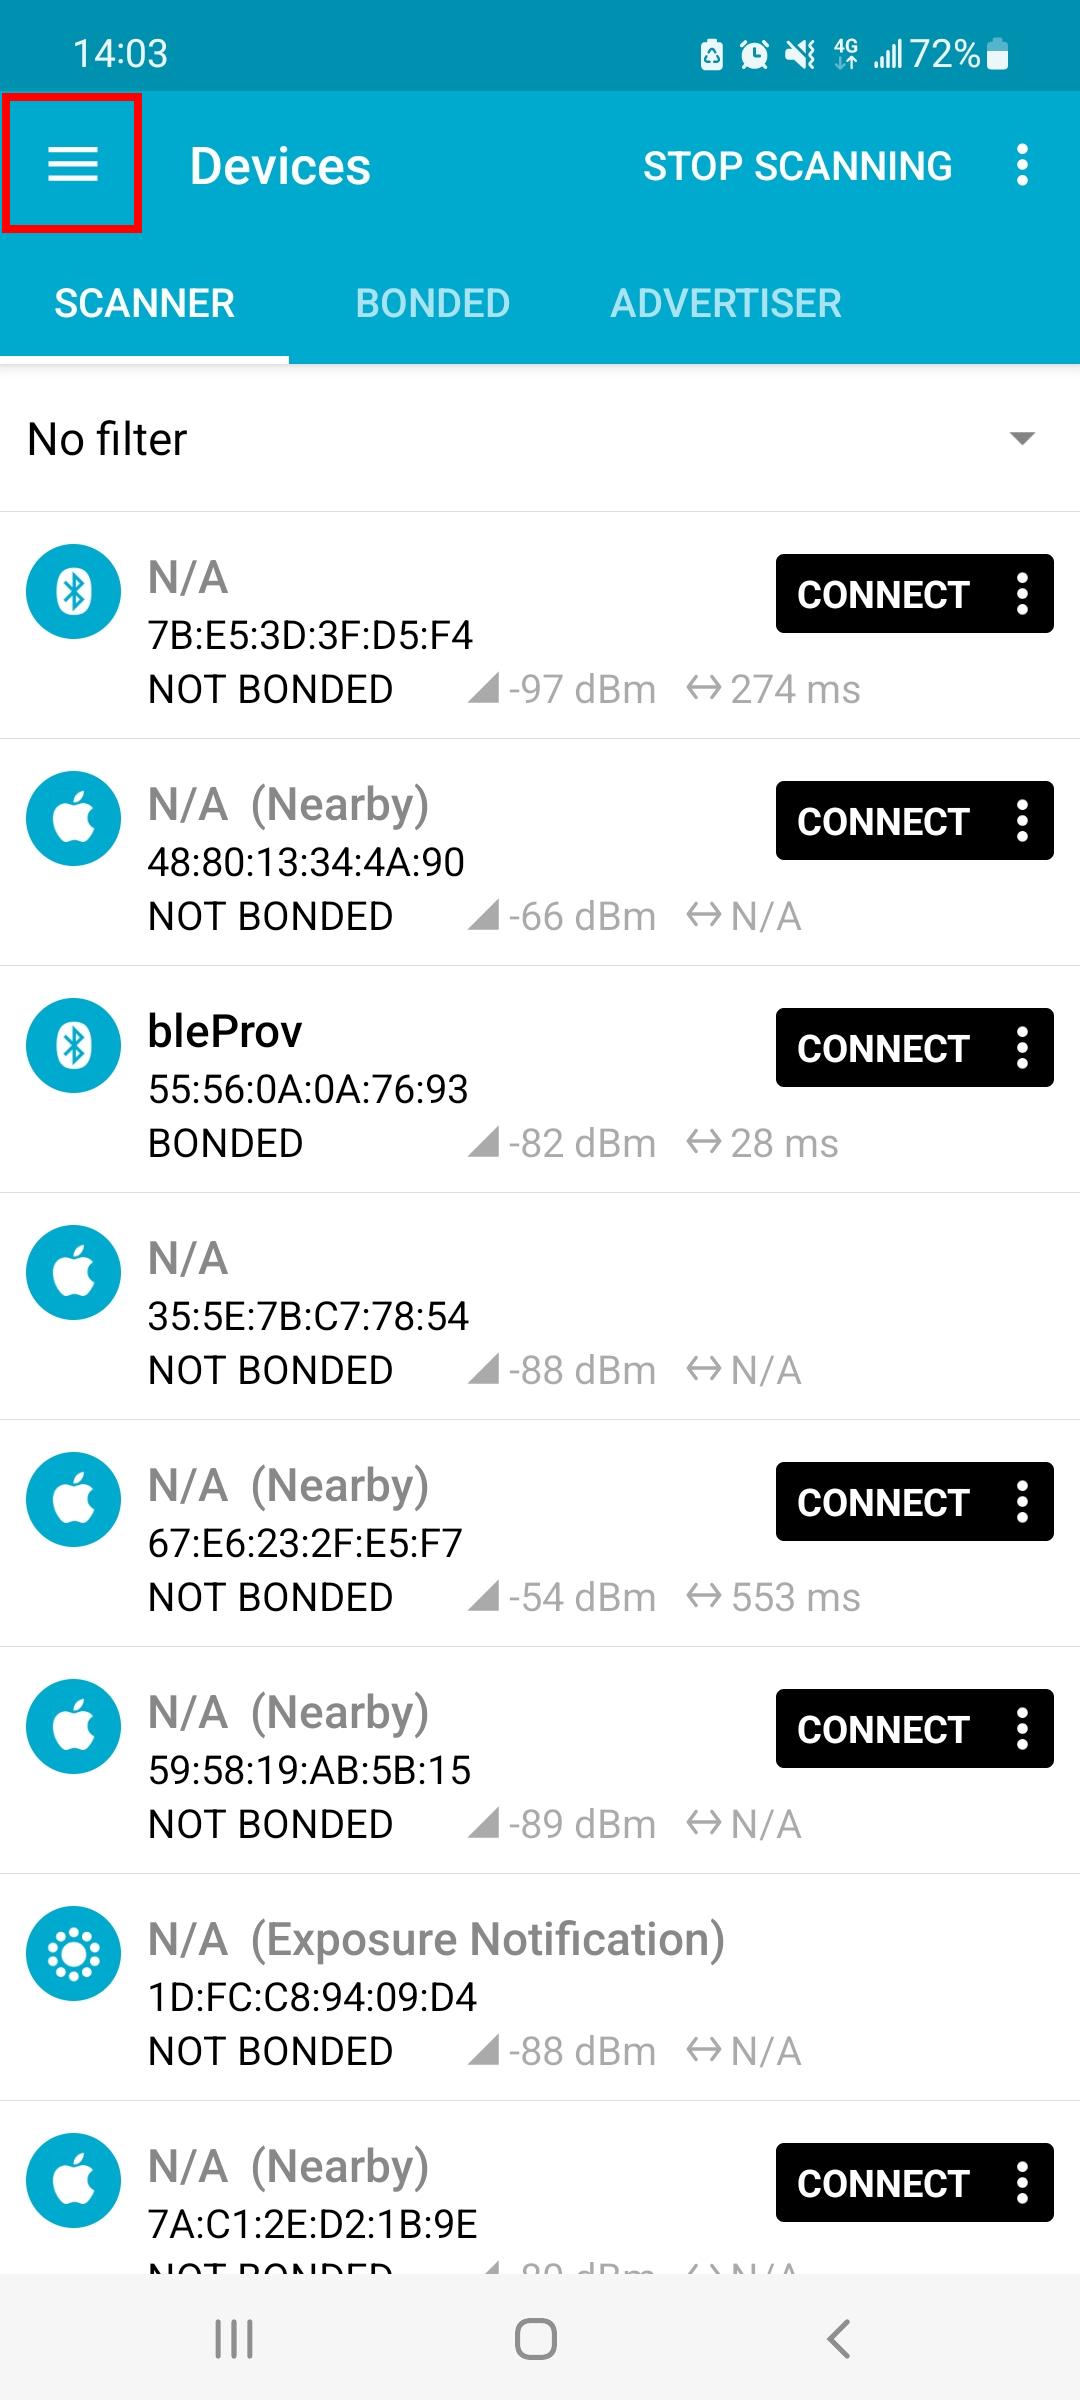 14:03 4G 72%
Devices STOP SCANNING
SCANNER BONDED ADVERTISER
No filter
N/A CONNECT
7B:E5:3D:3F:D5:F4
NOT BONDED -97 dBm 274 ms
N/A (Nearby) CONNECT
48:80:13:34:4A:90
NOT BONDED -66 dBm N/A
bleProv CONNECT
55:56:0A:0A:76:93
BONDED -82 dBm 28 ms
N/A
35:5E:7B:C7:78:54
NOT BONDED -88 dBm N/A
N/A (Nearby) CONNECT
67:E6:23:2F:E5:F7
NOT BONDED -54 dBm 553 ms
N/A (Nearby) CONNECT
59:58:19:AB:5B:15
NOT BONDED -89 dBm N/A
N/A (Exposure Notification)
1D:FC:C8:94:09:D4
NOT BONDED -88 dBm N/A
N/A (Nearby) CONNECT
7A:C1:2E:D2:1B:9E
NOT BONDED dBm N/A